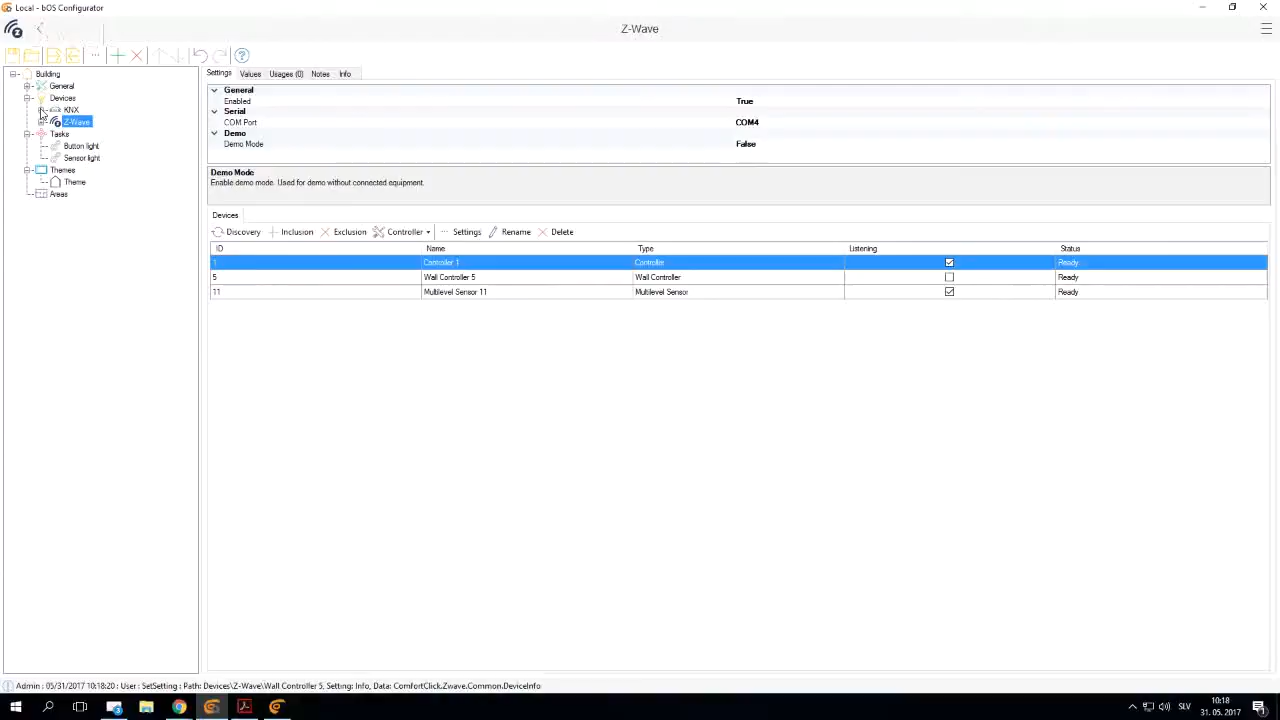 Local - bOS Configurator
Z-Wave
Building
General
Devices
KNX
Z-Wave
Tasks
Button light
Sensor light
Themes
Theme
Areas
Settings Values Usages (0) Notes Info
General
Enabled True
Serial
COM Port COM4
Demo
Demo Mode False
Demo Mode
Enable demo mode. Used for demo without connected equipment.
Devices
Discovery Inclusion Exclusion Controller Settings Rename Delete
ID Name Type Listening Status
1 Controller 1 Controller Ready
5 Wall Controller 5 Wall Controller Ready
11 Multilevel Sensor 11 Multilevel Sensor Ready
Admin : 05/31/2017 10:18:20 : User : SetSetting : Path: Devices\Z-Wave\Wall Controller 5, Setting: Info, Data: ComfortClick.Zwave.Common.DeviceInfo
SLV
10:18
31. 05. 2017